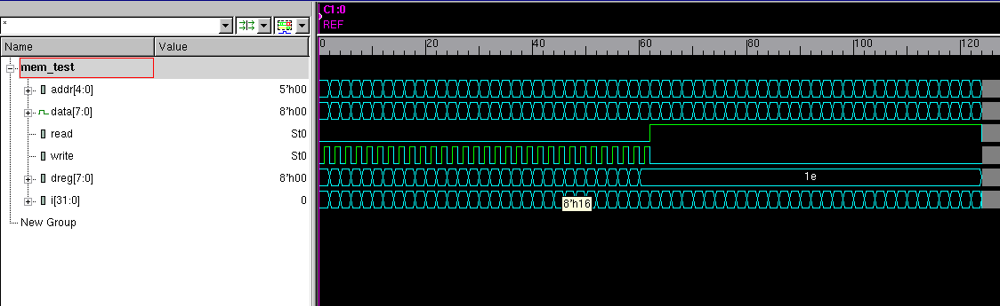 C1:0
REF
*
Name Value
0 20 40 60 80 100 120
mem_test
addr[4:0] 5'h00
data[7:0] 8'h00
read St0
write St0
dreg[7:0] 8'h00 1e
i[31:0] 0
8'h16
New Group